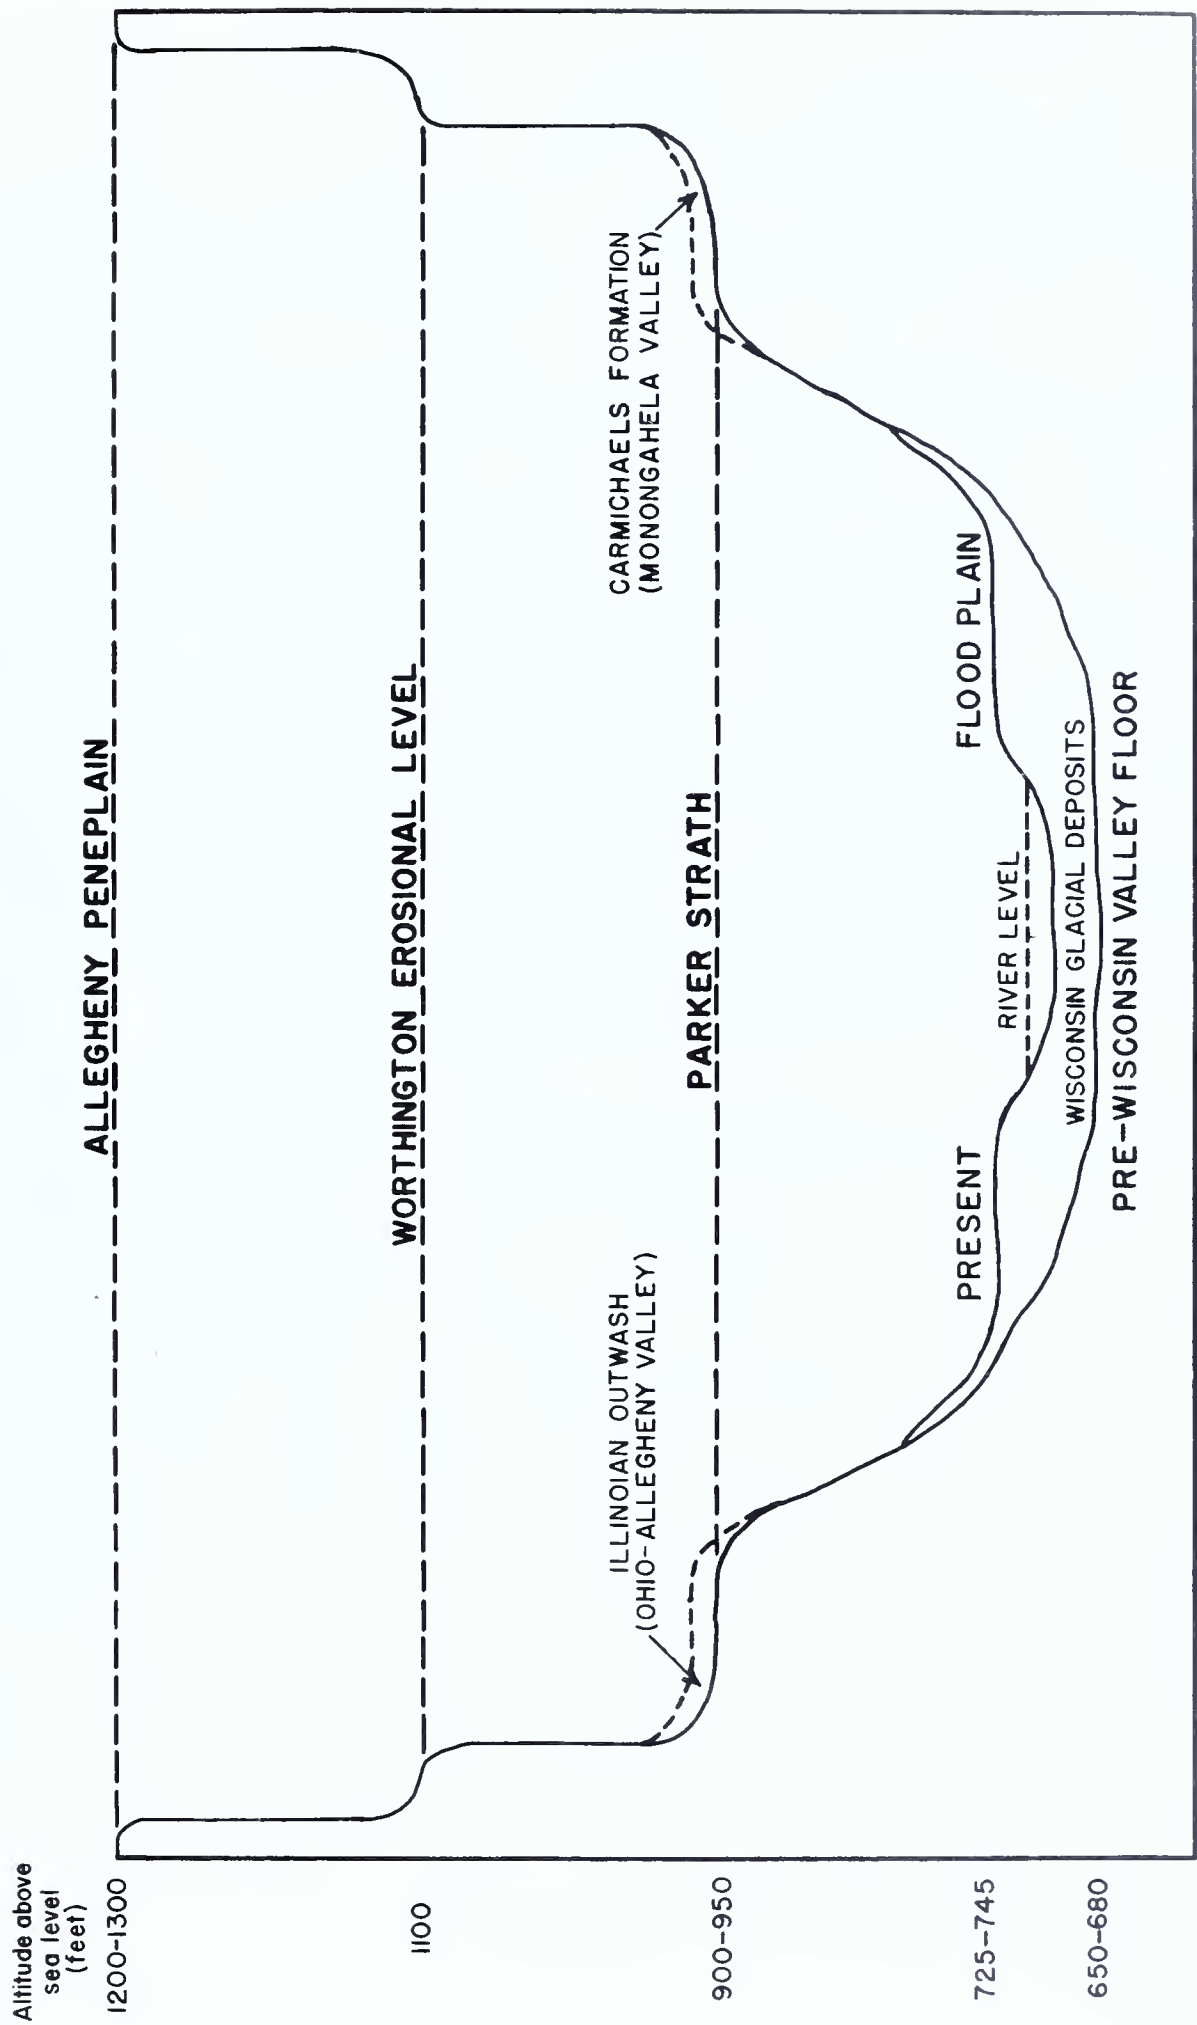 Altitude above
sea level
(feet)
1200-1300
ALLEGHENY PENEPLAIN
1100
WORTHINGTON EROSIONAL LEVEL
ILLINOIAN OUTWASH
(OHIO-ALLEGHENY VALLEY)
CARMICHAELS FORMATION
(MONONGAHELA VALLEY)
900-950
PARKER STRATH
725-745
PRESENT FLOOD PLAIN
RIVER LEVEL
WISCONSIN GLACIAL DEPOSITS
650-680
PRE-WISCONSIN VALLEY FLOOR